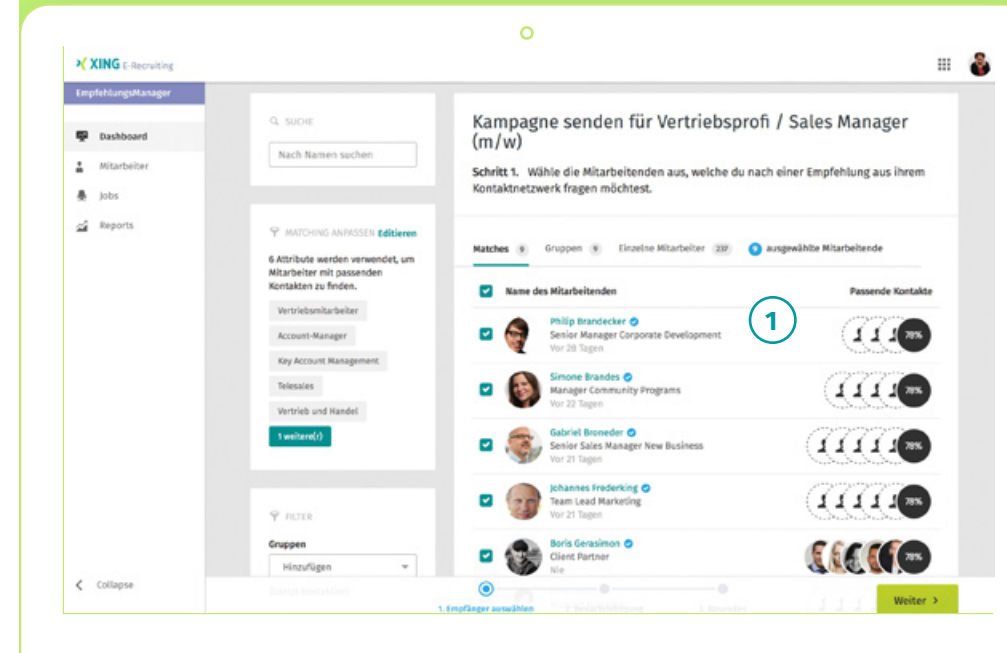 XING E-Recruiting
EmpfehlungsManager
Dashboard
Mitarbeiter
Jobs
Reports
Collapse
SUCHE
Nach Namen suchen
MATCHING ANPASSEN Editieren
6 Attribute werden verwendet, um
Mitarbeiter mit passenden
Kontakten zu finden.
Vertriebsmitarbeiter
Account-Manager
Key Account Management
Telesales
Vertrieb und Handel
1 weitere(r)
FILTER
Gruppen
Hinzufügen
Kampagne senden für Vertriebsprofi / Sales Manager
(m/w)
Schritt 1. Wähle die Mitarbeitenden aus, welche du nach einer Empfehlung aus ihrem
Kontaktnetzwerk fragen möchtest.
Matches 9 Gruppen 9 Einzelne Mitarbeiter 237 9 ausgewählte Mitarbeitende
Name des Mitarbeitenden Passende Kontakte
1
Philip Brandecker
Senior Manager Corporate Development
Vor 28 Tagen
78%
Simone Brandes
Manager Community Programs
Vor 22 Tagen
78%
Gabriel Broneder
Senior Sales Manager New Business
Vor 21 Tagen
78%
Johannes Frederking
Team Lead Marketing
Vor 21 Tagen
78%
Boris Gerasimon
Client Partner
Nie
78%
1. Empfänger auswählen
Weiter >